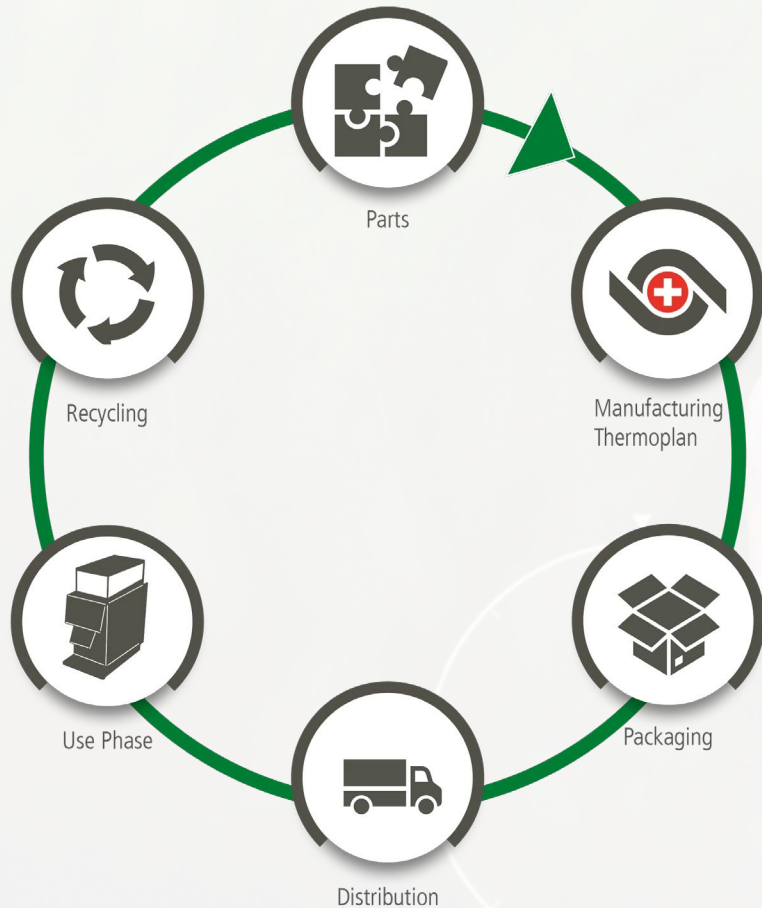 Parts
Manufacturing
Thermoplan
Packaging
Distribution
Use Phase
Recycling